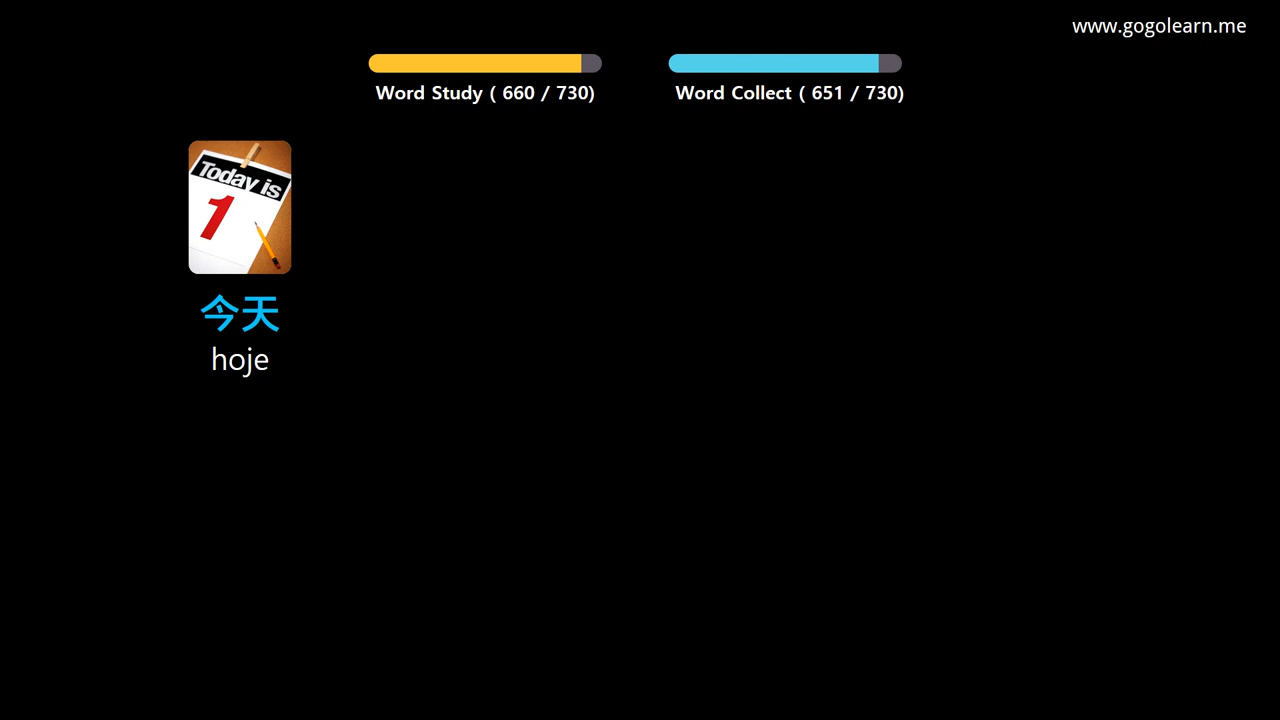 www.gogolearn.me
Word Study ( 660 / 730)
Word Collect ( 651 / 730)
Today is
1
今天
hoje